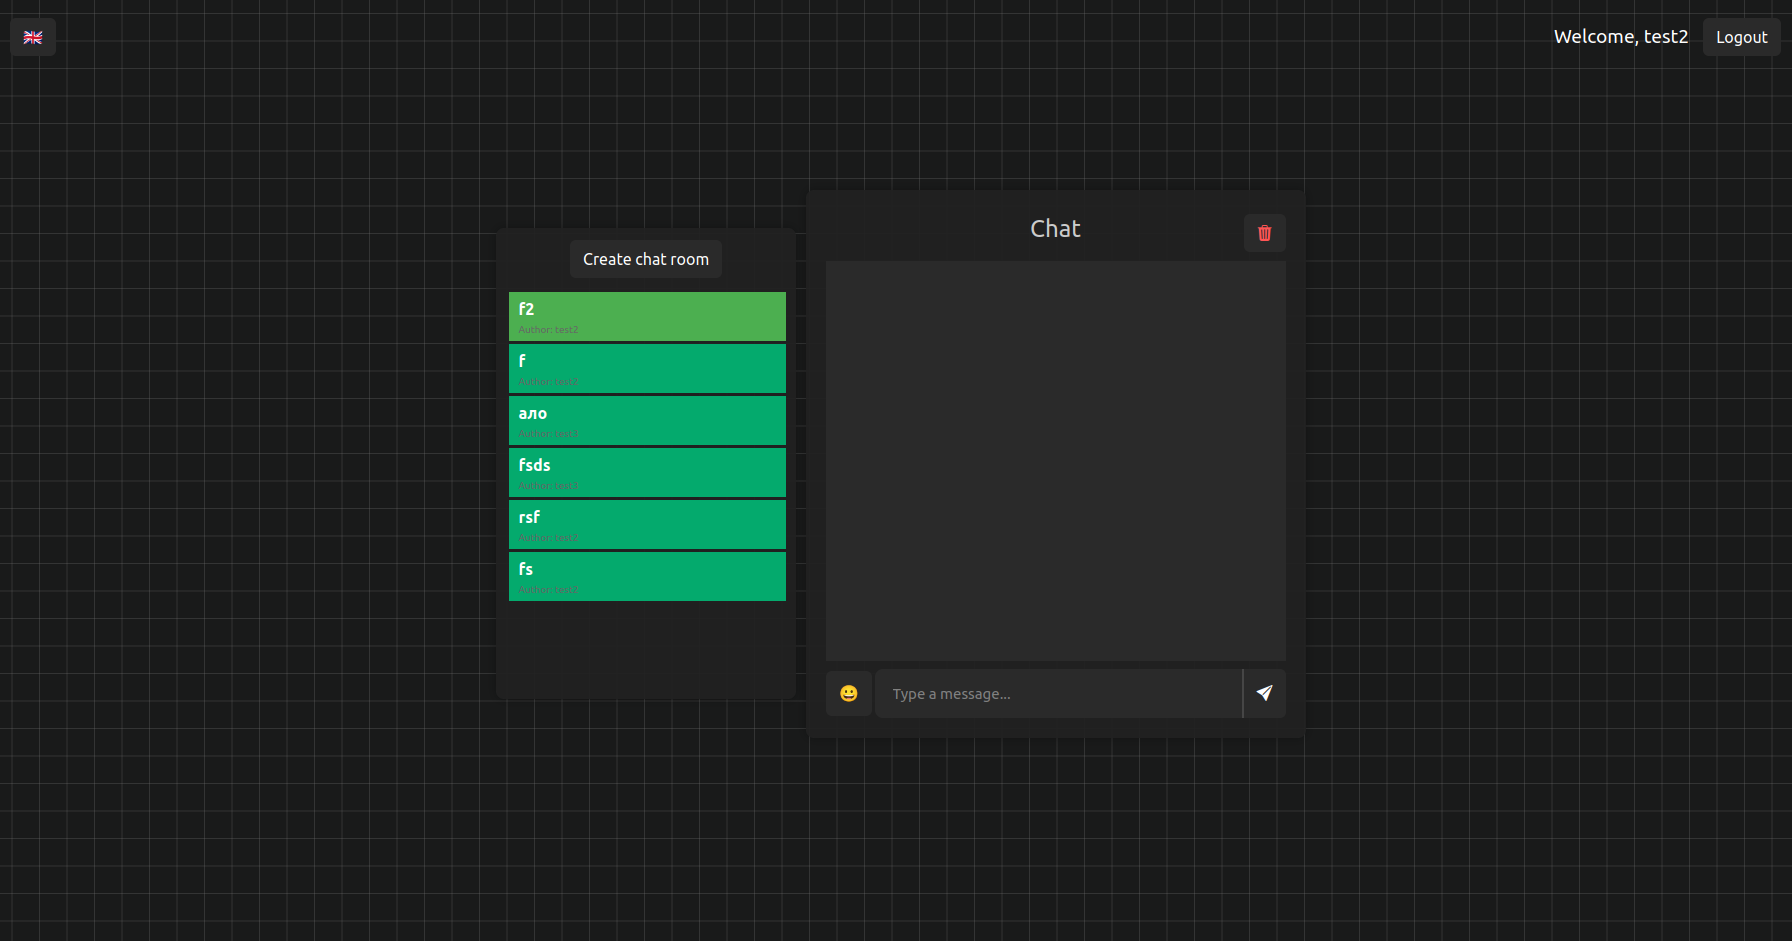 Welcome, test2
Logout
Create chat room
f2
Author: test2
f
Author: test2
ало
Author: test3
fsds
Author: test3
rsf
Author: test2
fs
Author: test2
Chat
Type a message...